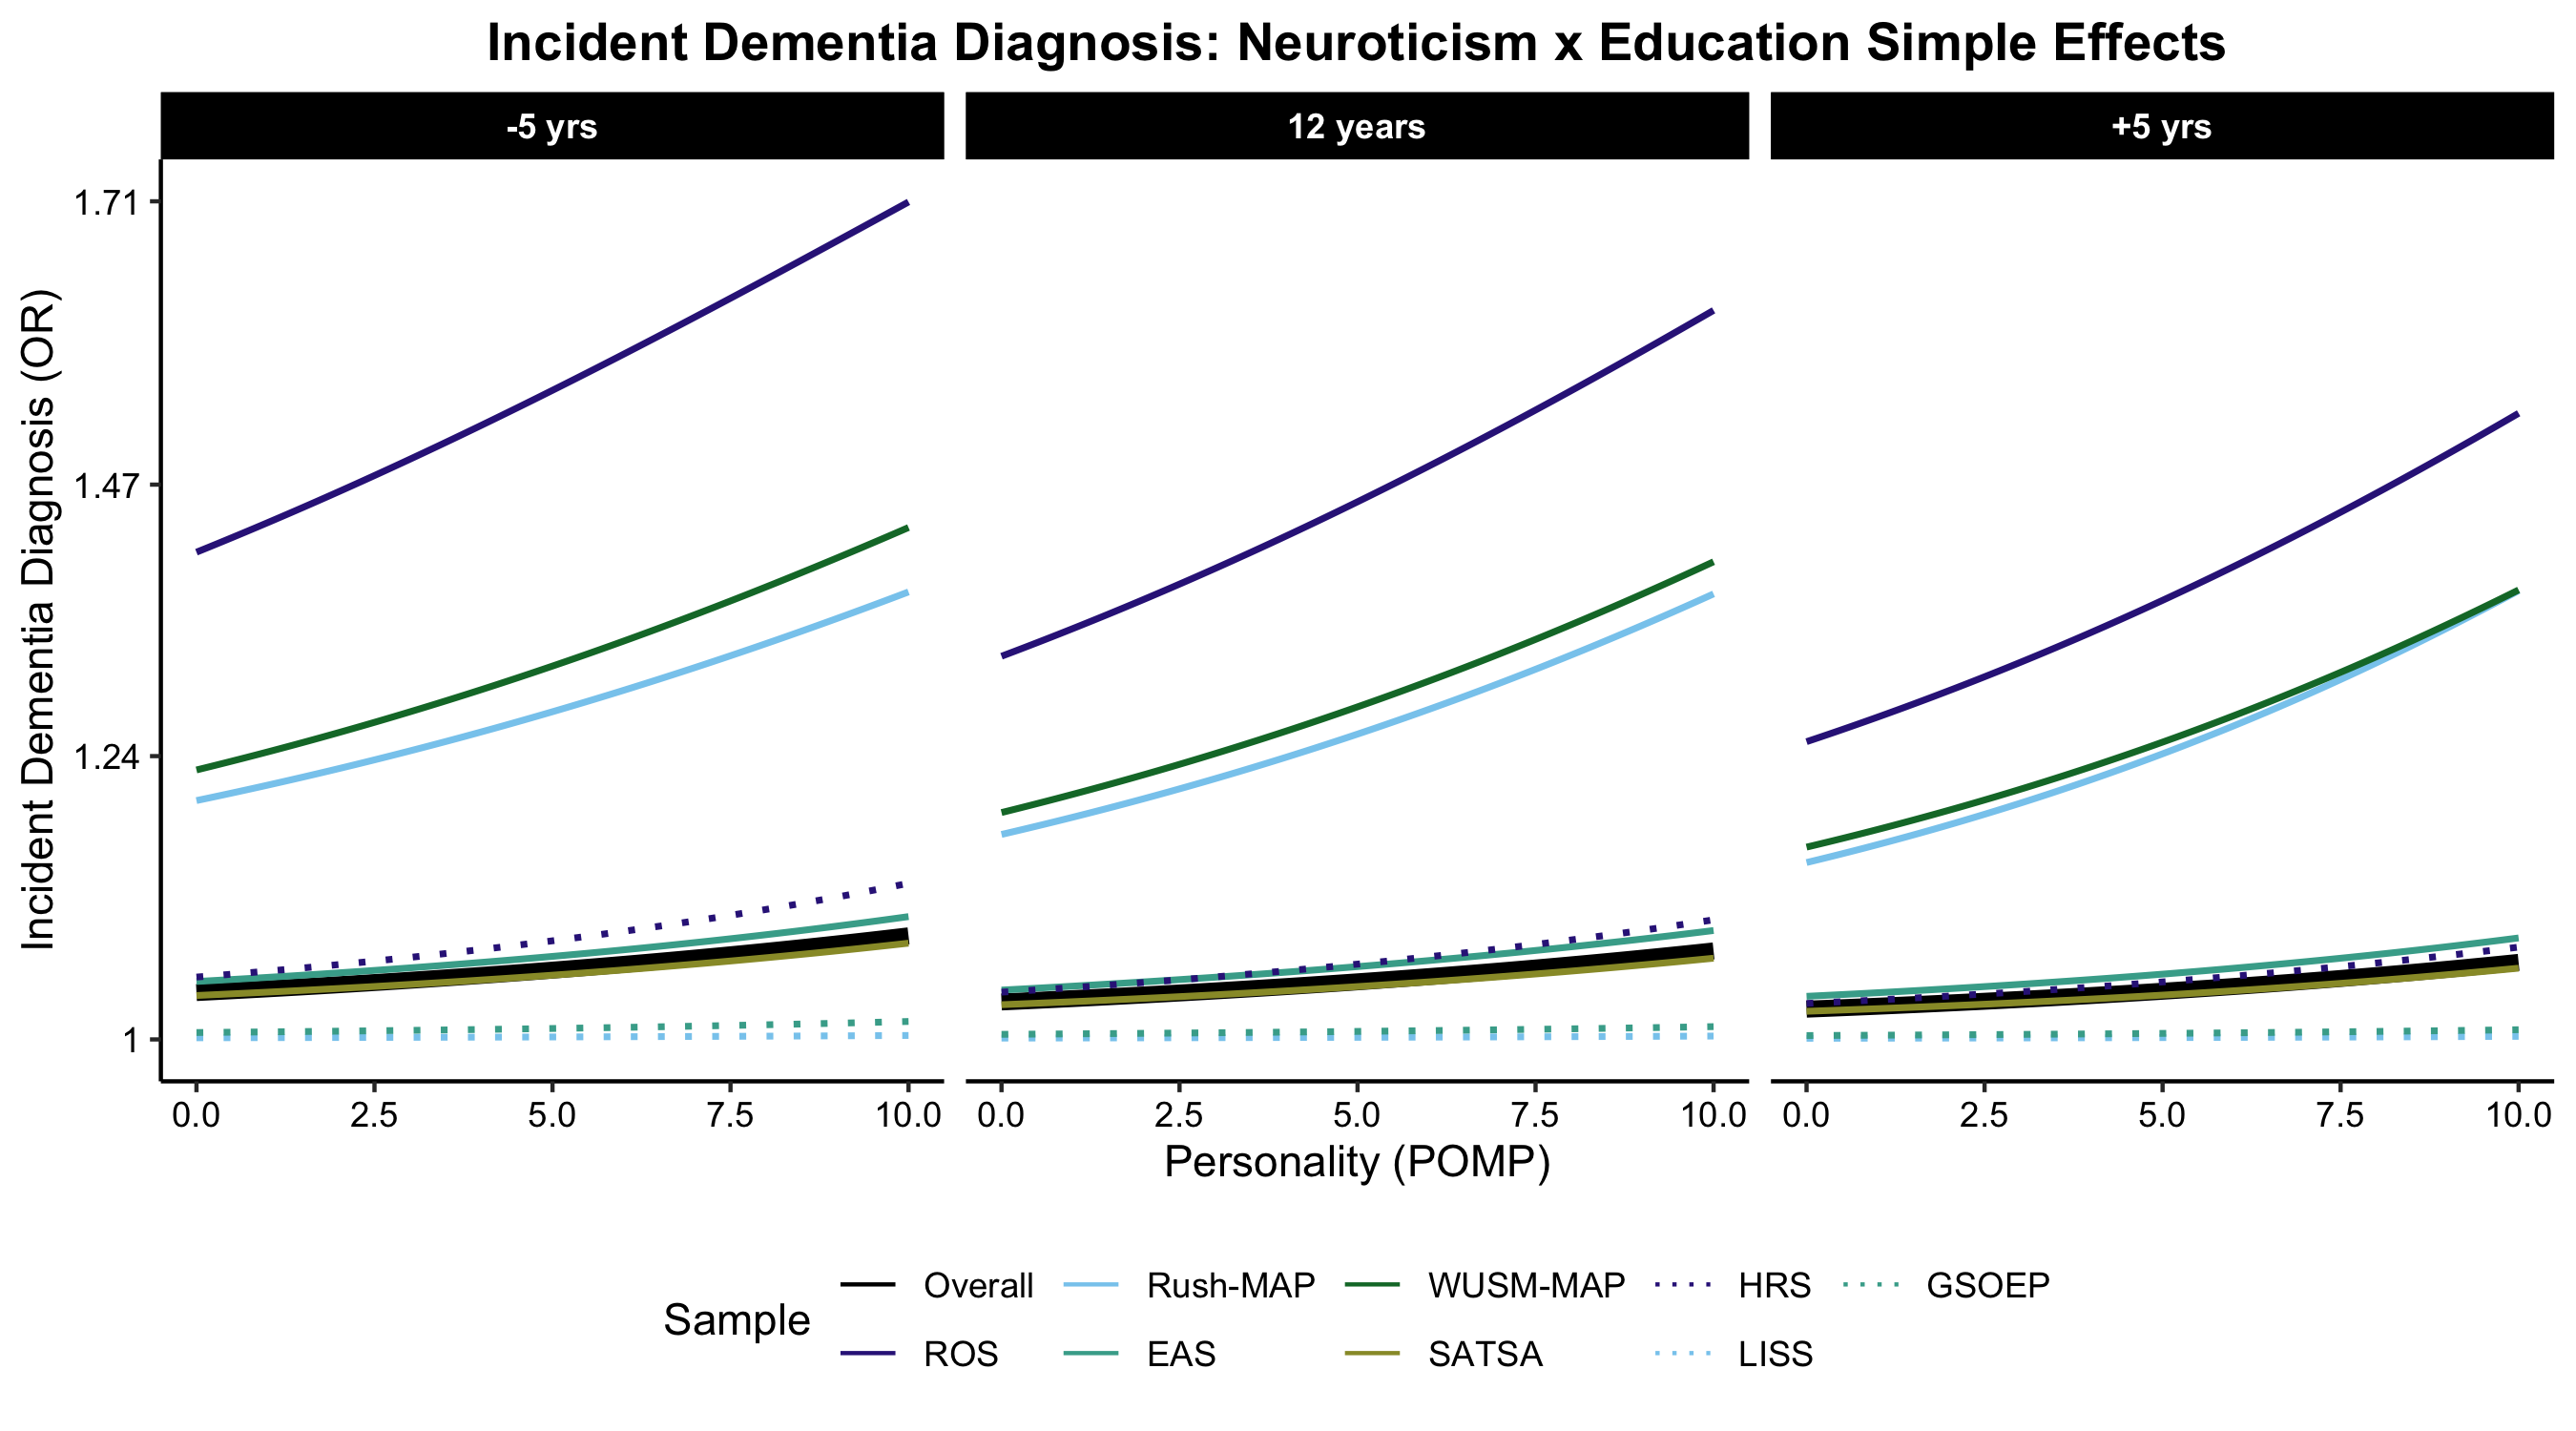 Incident Dementia Diagnosis: Neuroticism x Education Simple Effects
-5 yrs 12 years +5 yrs
Incident Dementia Diagnosis (OR)
1.71
1.47
1.24
1
0.0 2.5 5.0 7.5 10.0 0.0 2.5 5.0 7.5 10.0 0.0 2.5 5.0 7.5 10.0
Personality (POMP)
Sample
Overall Rush-MAP WUSM-MAP HRS GSOEP
ROS EAS SATSA LISS